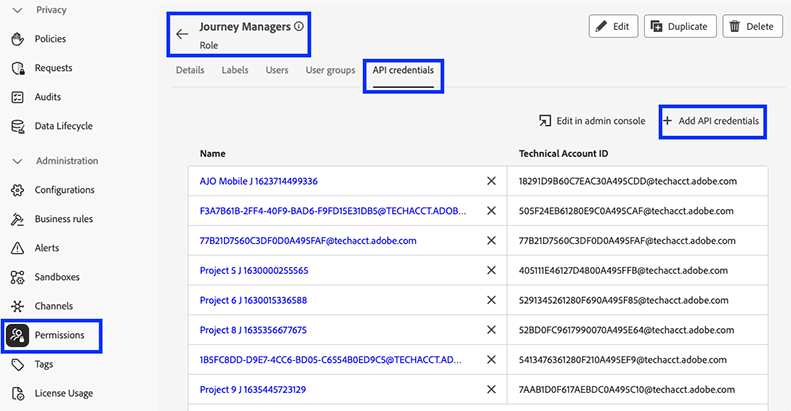 Privacy
Policies
Requests
Audits
Data Lifecycle
Administration
Configurations
Business rules
Alerts
Sandboxes
Channels
Permissions
Tags
License Usage
Journey Managers
Role
Edit
Duplicate
Delete
Details
Labels
Users
User groups
API credentials
Edit in admin console
Add API credentials
Name
Technical Account ID
AJO Mobile J 1623714499336
18291D9B60C7EAC30A495CDD@techacct.adobe.com
F3A7B61B-2FF4-40F9-BAD6-F9FD15E31DB5@TECHACCT.ADOB...
505F24EB61280E9C0A495CAF@techacct.adobe.com
77B21D7560C3DF0D0A495FAF@techacct.adobe.com
77B21D7560C3DF0D0A495FAF@techacct.adobe.com
Project 5 J 1630000255565
405111E46127D4800A495FFB@techacct.adobe.com
Project 6 J 1630015336588
5291345261280F690A495F85@techacct.adobe.com
Project 8 J 1635356677675
52BD0FC9617990070A495E64@techacct.adobe.com
1B5FC8DD-D9E7-4CC6-BD05-C6554B0ED9C5@TECHACCT.AD...
5413476361280F210A495EF9@techacct.adobe.com
Project 9 J 1635445723129
7AAB1D0F617AEBDC0A495C10@techacct.adobe.com